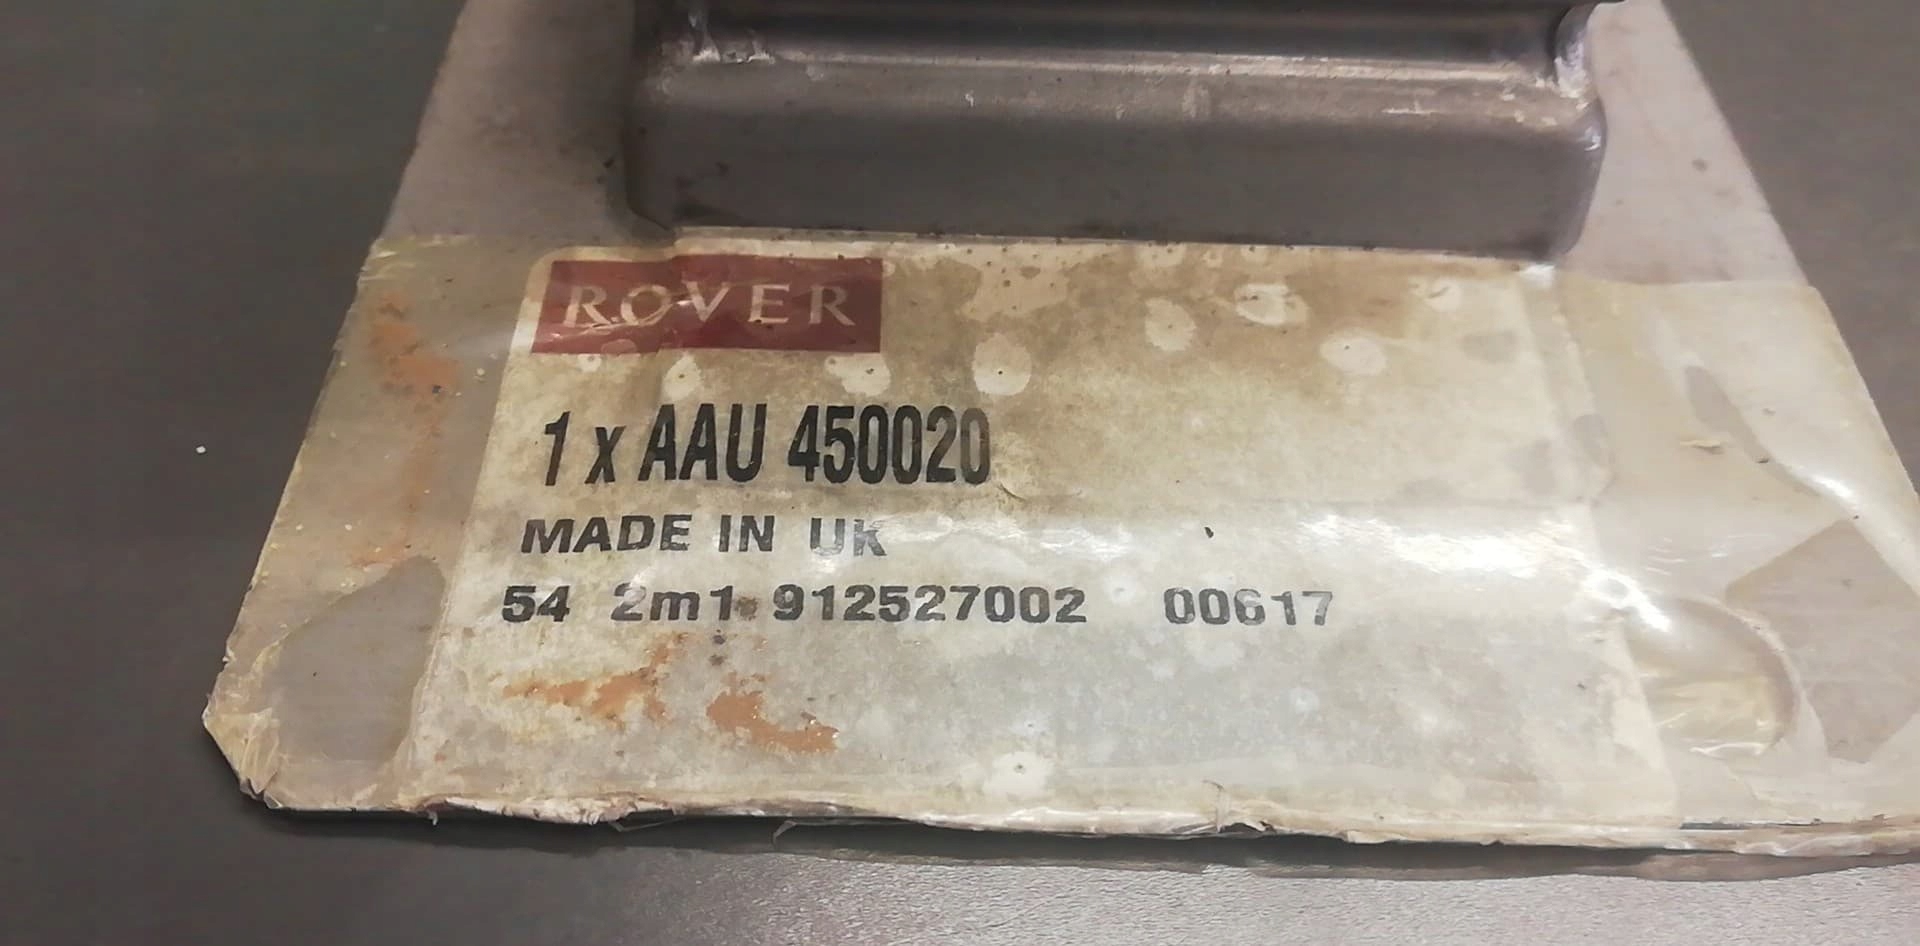 ROVER
1 x AAU 450020
MADE IN UK
54 2m1 912527002 00617